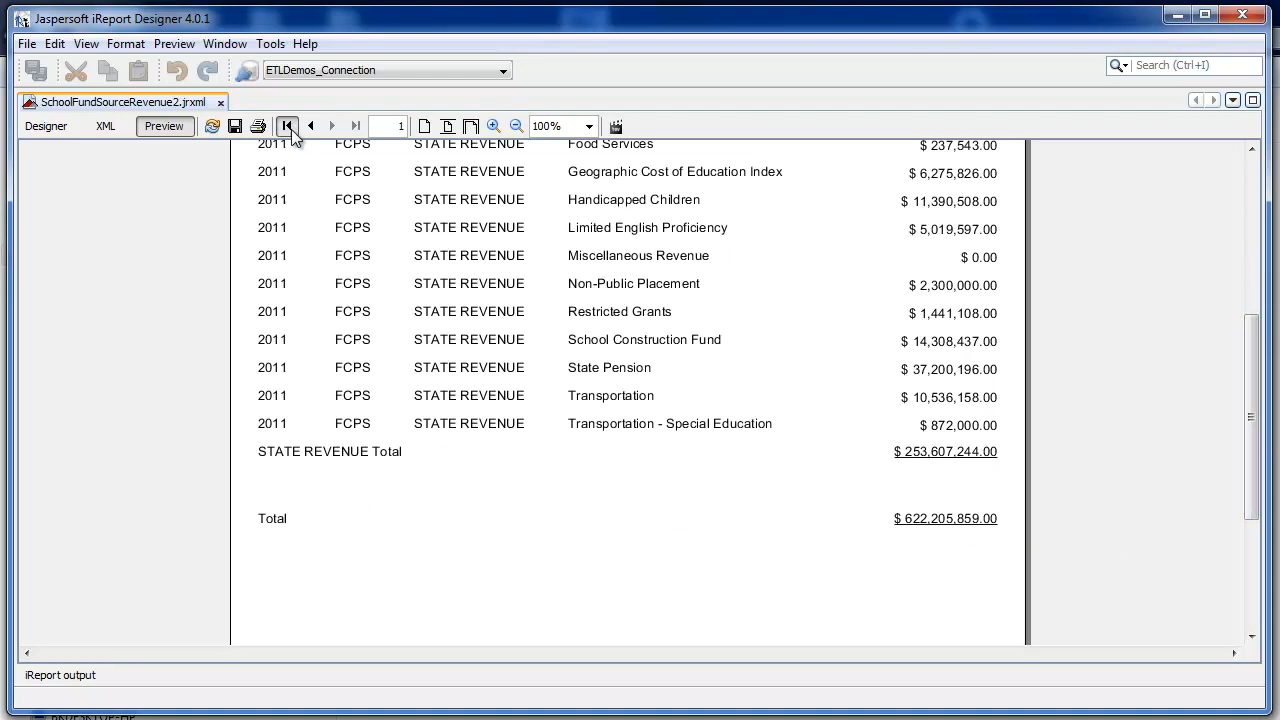 Jaspersoft iReport Designer 4.0.1
File Edit View Format Preview Window Tools Help
ETLDemos_Connection
Search (Ctrl+I)
SchoolFundSourceRevenue2.jrxml
Designer XML Preview 1 100%
2011 FCPS STATE REVENUE Food Services $ 237,543.00
2011 FCPS STATE REVENUE Geographic Cost of Education Index $ 6,275,826.00
2011 FCPS STATE REVENUE Handicapped Children $ 11,390,508.00
2011 FCPS STATE REVENUE Limited English Proficiency $ 5,019,597.00
2011 FCPS STATE REVENUE Miscellaneous Revenue $ 0.00
2011 FCPS STATE REVENUE Non-Public Placement $ 2,300,000.00
2011 FCPS STATE REVENUE Restricted Grants $ 1,441,108.00
2011 FCPS STATE REVENUE School Construction Fund $ 14,308,437.00
2011 FCPS STATE REVENUE State Pension $ 37,200,196.00
2011 FCPS STATE REVENUE Transportation $ 10,536,158.00
2011 FCPS STATE REVENUE Transportation - Special Education $ 872,000.00
STATE REVENUE Total $ 253,607,244.00
Total $ 622,205,859.00
iReport output